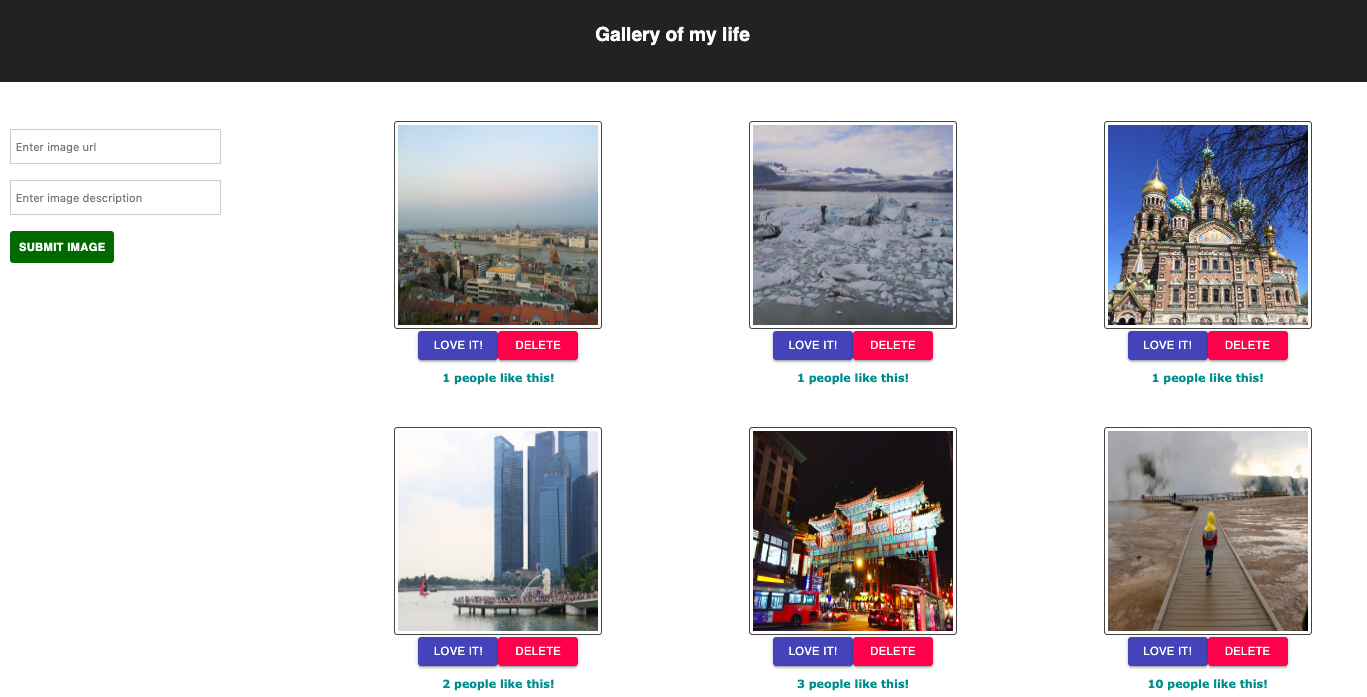 Gallery of my life
Enter image url
Enter image description
SUBMIT IMAGE
LOVE IT! DELETE
1 people like this!
LOVE IT! DELETE
1 people like this!
LOVE IT! DELETE
1 people like this!
LOVE IT! DELETE
2 people like this!
LOVE IT! DELETE
3 people like this!
LOVE IT! DELETE
10 people like this!